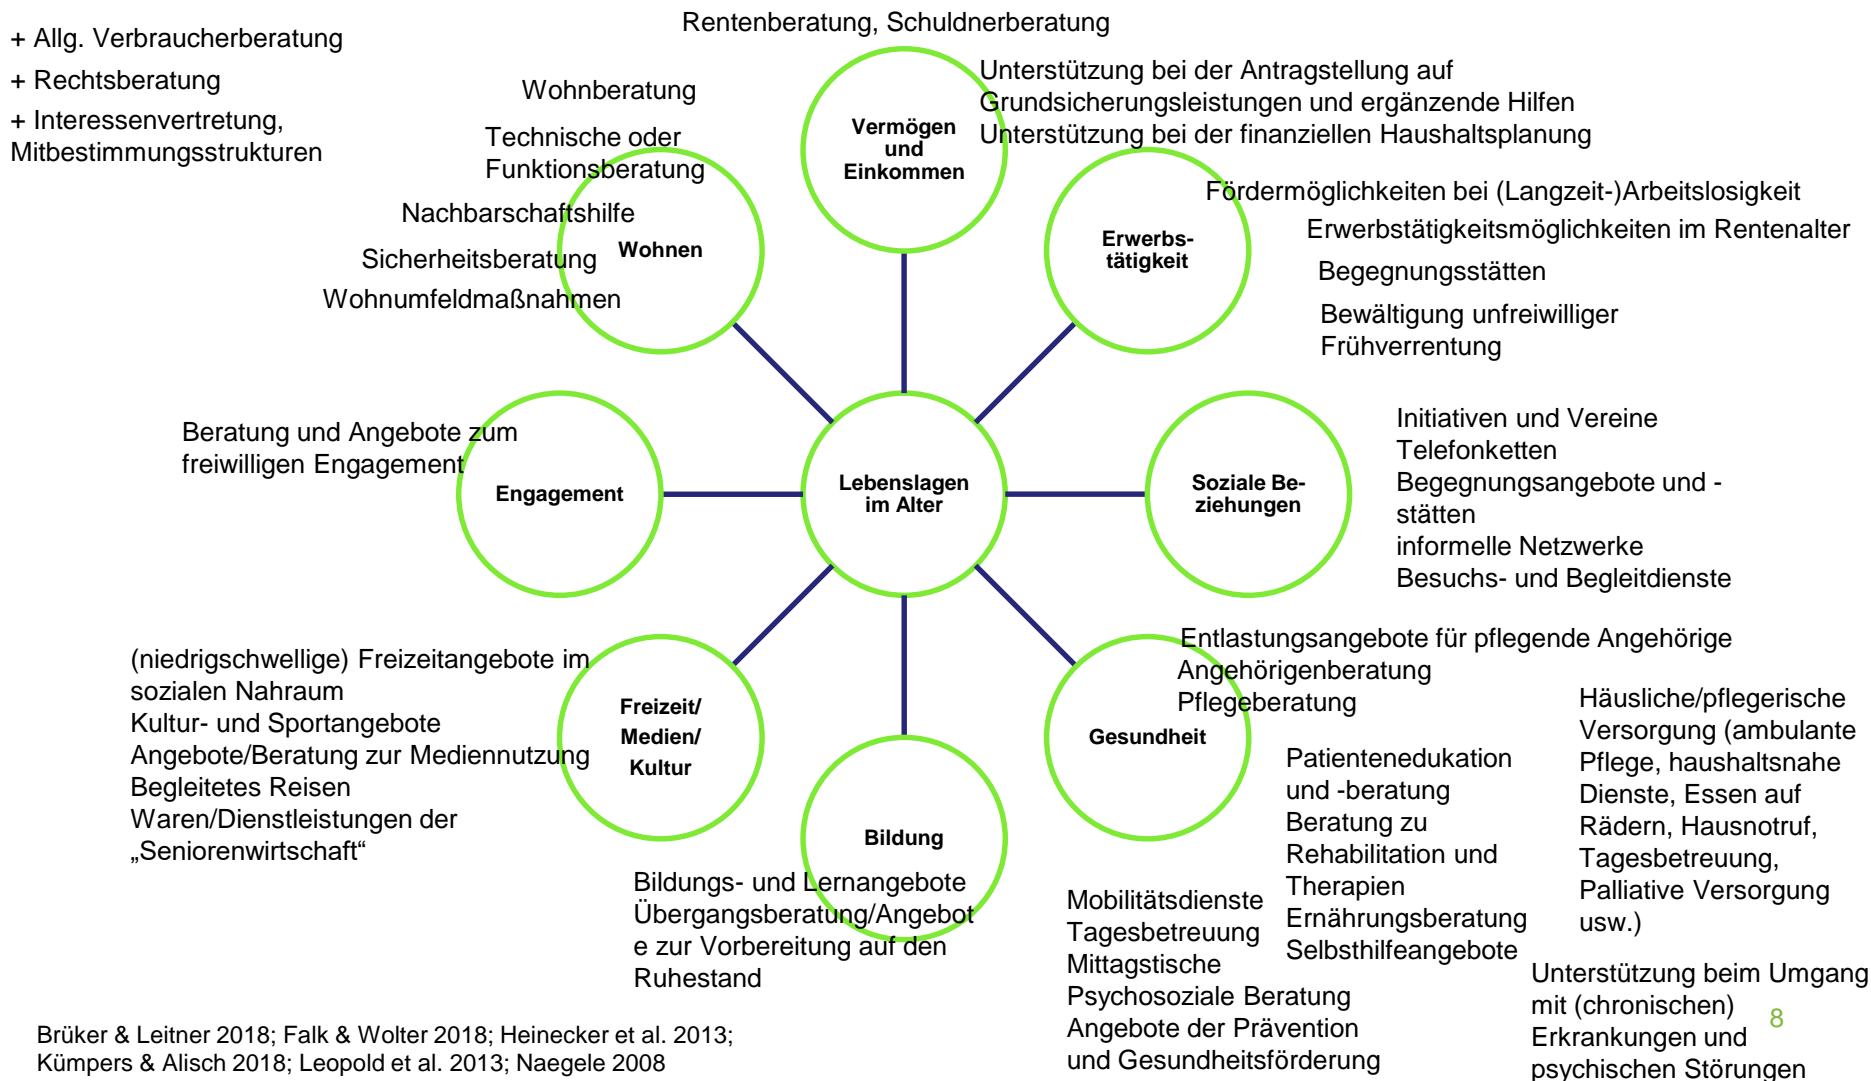 Rentenberatung, Schuldnerberatung
+ Allg. Verbraucherberatung
+ Rechtsberatung
+ Interessenvertretung,
Mitbestimmungsstrukturen
Wohnberatung
Technische oder
Funktionsberatung
Nachbarschaftshilfe
Sicherheitsberatung
Wohnumfeldmaßnahmen
Wohnen
Vermögen
und
Einkommen
Unterstützung bei der Antragstellung auf
Grundsicherungsleistungen und ergänzende Hilfen
Unterstützung bei der finanziellen Haushaltsplanung
Erwerbs-
tätigkeit
Fördermöglichkeiten bei (Langzeit-)Arbeitslosigkeit
Erwerbstätigkeitsmöglichkeiten im Rentenalter
Begegnungsstätten
Bewältigung unfreiwilliger
Frühverrentung
Beratung und Angebote zum
freiwilligen Engagement
Engagement
Lebenslagen
im Alter
Soziale Be-
ziehungen
Initiativen und Vereine
Telefonketten
Begegnungsangebote und -
stätten
informelle Netzwerke
Besuchs- und Begleitdienste
(niedrigschwellige) Freizeitangebote im
sozialen Nahraum
Kultur- und Sportangebote
Angebote/Beratung zur Mediennutzung
Begleitetes Reisen
Waren/Dienstleistungen der
„Seniorenwirtschaft“
Freizeit/
Medien/
Kultur
Bildung
Bildungs- und Lernangebote
Übergangsberatung/Angebot
e zur Vorbereitung auf den
Ruhestand
Gesundheit
Entlastungsangebote für pflegende Angehörige
Angehörigenberatung
Pflegeberatung
Patientenedukation
und -beratung
Beratung zu
Rehabilitation und
Therapien
Ernährungsberatung
Selbsthilfeangebote
Häusliche/pflegerische
Versorgung (ambulante
Pflege, haushaltsnahe
Dienste, Essen auf
Rädern, Hausnotruf,
Tagesbetreuung,
Palliative Versorgung
usw.)
Mobilitätsdienste
Tagesbetreuung
Mittagstische
Psychosoziale Beratung
Angebote der Prävention
und Gesundheitsförderung
Unterstützung beim Umgang
mit (chronischen)
Erkrankungen und
psychischen Störungen
Brüker & Leitner 2018; Falk & Wolter 2018; Heinecker et al. 2013;
Kümpers & Alisch 2018; Leopold et al. 2013; Naegele 2008
8